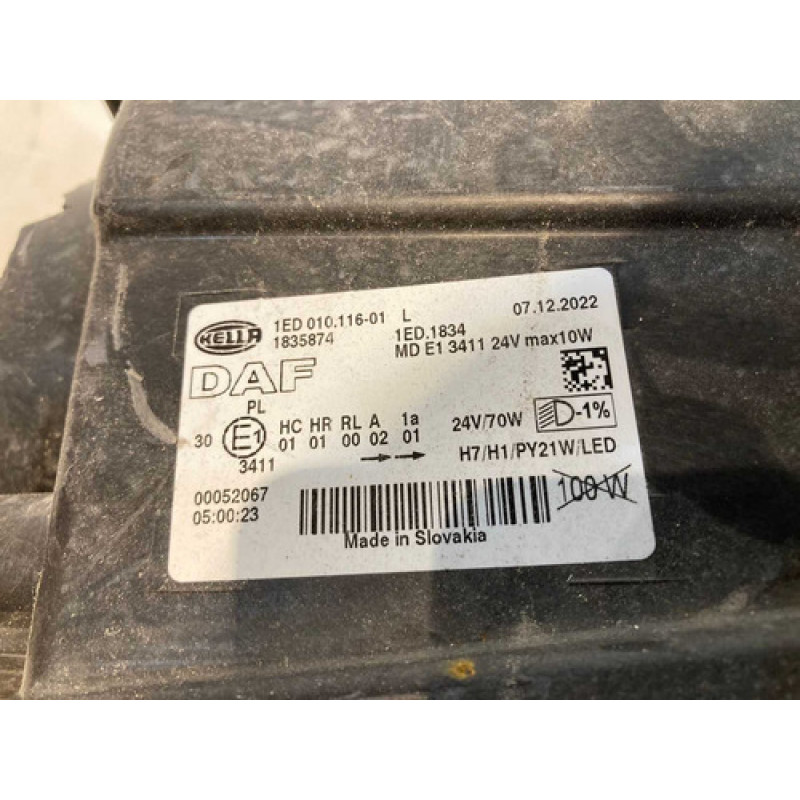 HELLA 1ED 010.116-01 L 07.12.2022
1835874 1ED.1834
MD E1 3411 24V max10W
DAF
PL
30 E1 HC HR RL A 1a 24V/70W -1%
01 01 00 02 01
3411 H7/H1/PY21W/LED
00052067 100 W
05:00:23
Made in Slovakia